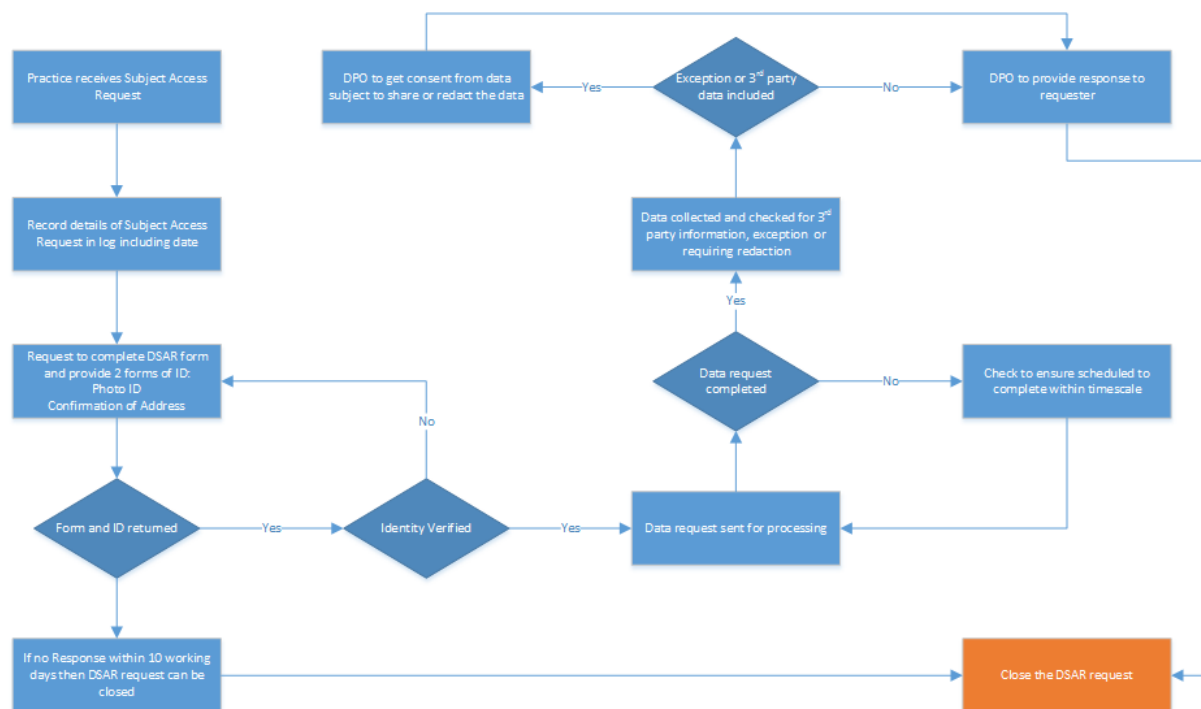 Practice receives Subject Access
Request
DPO to get consent from data
subject to share or redact the data
Yes
Exception or 3rd party
data included
No
DPO to provide response to
requester
Record details of Subject Access
Request in log including date
Data collected and checked for 3rd
party information, exception or
requiring redaction
Yes
Request to complete DSAR form
and provide 2 forms of ID:
Photo ID
Confirmation of Address
No
Data request
completed
No
Check to ensure scheduled to
complete within timescale
Form and ID returned
Yes
Identity Verified
Yes
Data request sent for processing
If no Response within 10 working
days then DSAR request can be
closed
Close the DSAR request